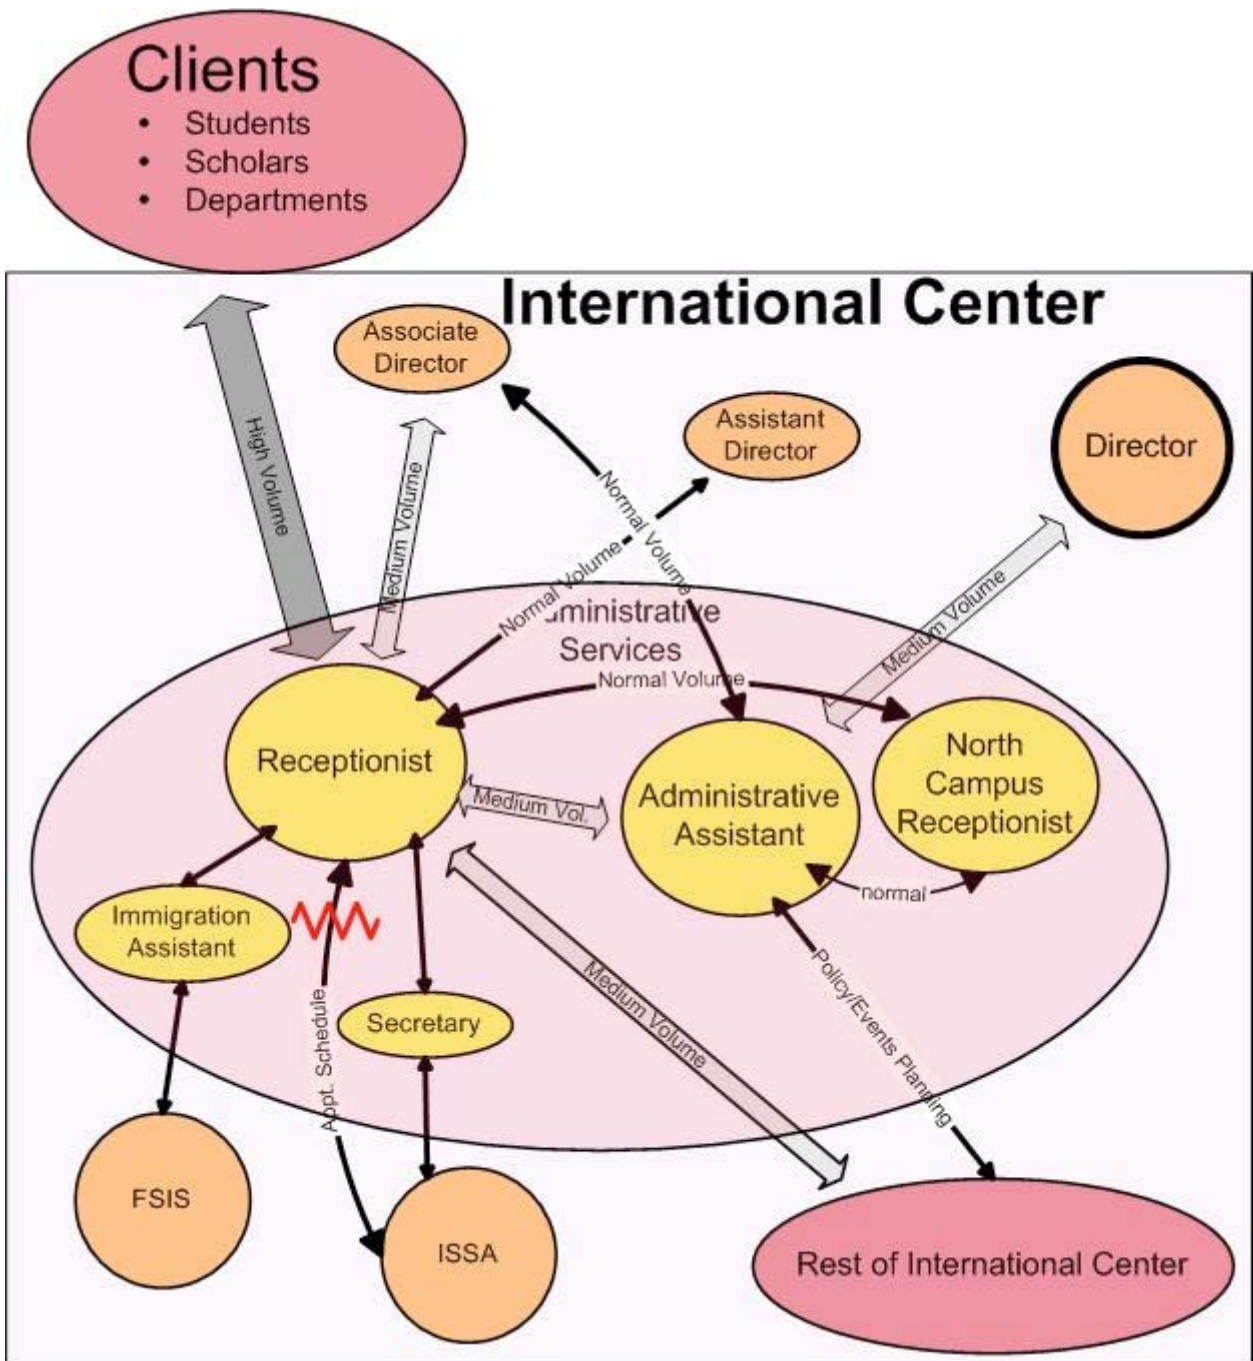 Clients
• Students
• Scholars
• Departments
International Center
Associate
Director
Assistant
Director
Director
High Volume
Medium Volume
Normal Volume
Normal Volume
Medium Volume
ministrative
Services
Normal Volume
Receptionist
Medium Vol.
Administrative
Assistant
North
Campus
Receptionist
normal
Immigration
Assistant
Appt. Schedule
Secretary
Medium Volume
Policy/Events Planning
FSIS
ISSA
Rest of International Center